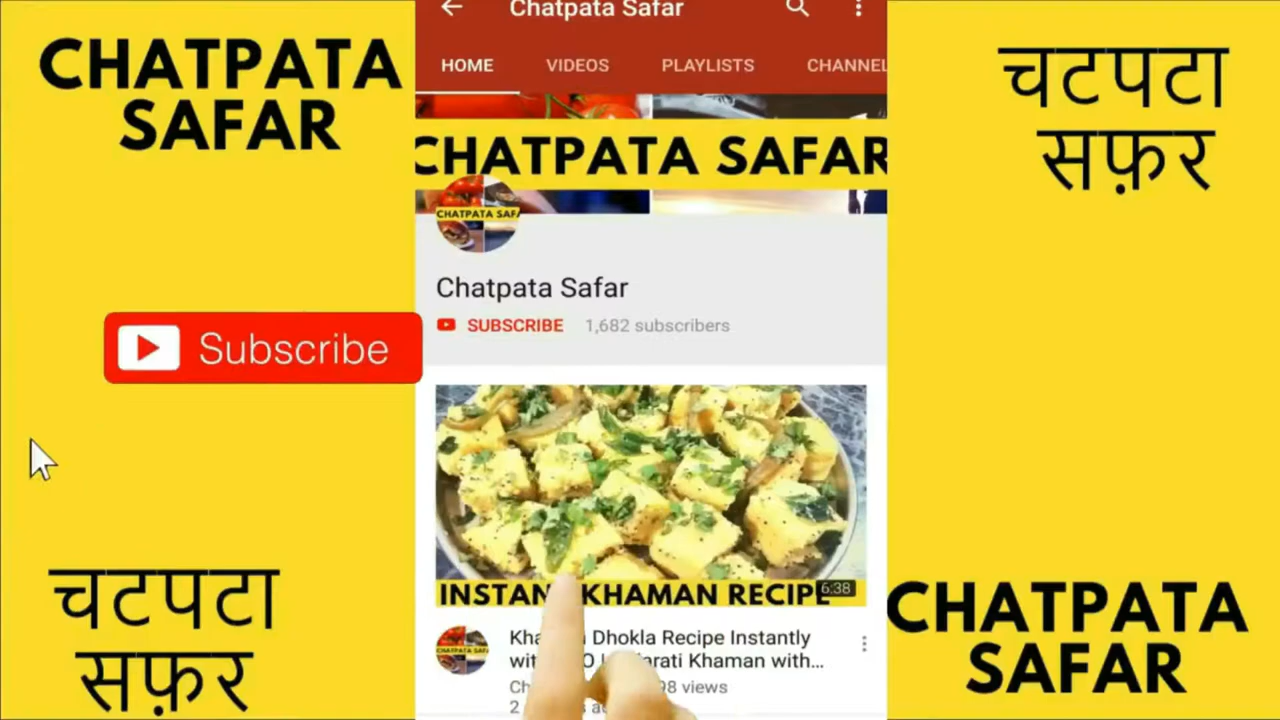 CHATPATA
SAFAR
चटपटा
सफ़र
Chatpata Safar
HOME
VIDEOS
PLAYLISTS
CHANNEL
CHATPATA SAFAR
CHATPATA SAFA
Chatpata Safar
SUBSCRIBE
1,682 subscribers
Subscribe
INSTAN KHAMAN RECIPE
6:38
Dhokla Recipe Instantly
Khaman with...
views
चटपटा
सफ़र
CHATPATA
SAFAR